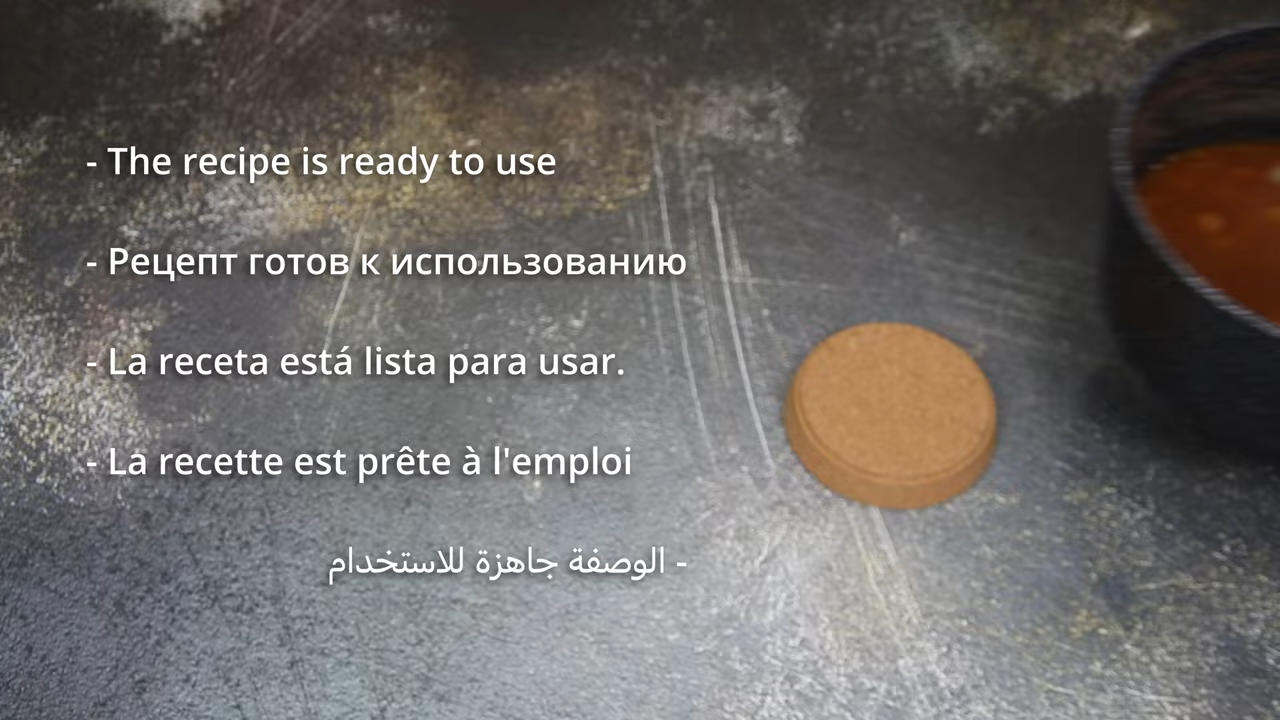 - The recipe is ready to use
- Рецепт готов к использованию
- La receta está lista para usar.
- La recette est prête à l'emploi
- الوصفة جاهزة للاستخدام